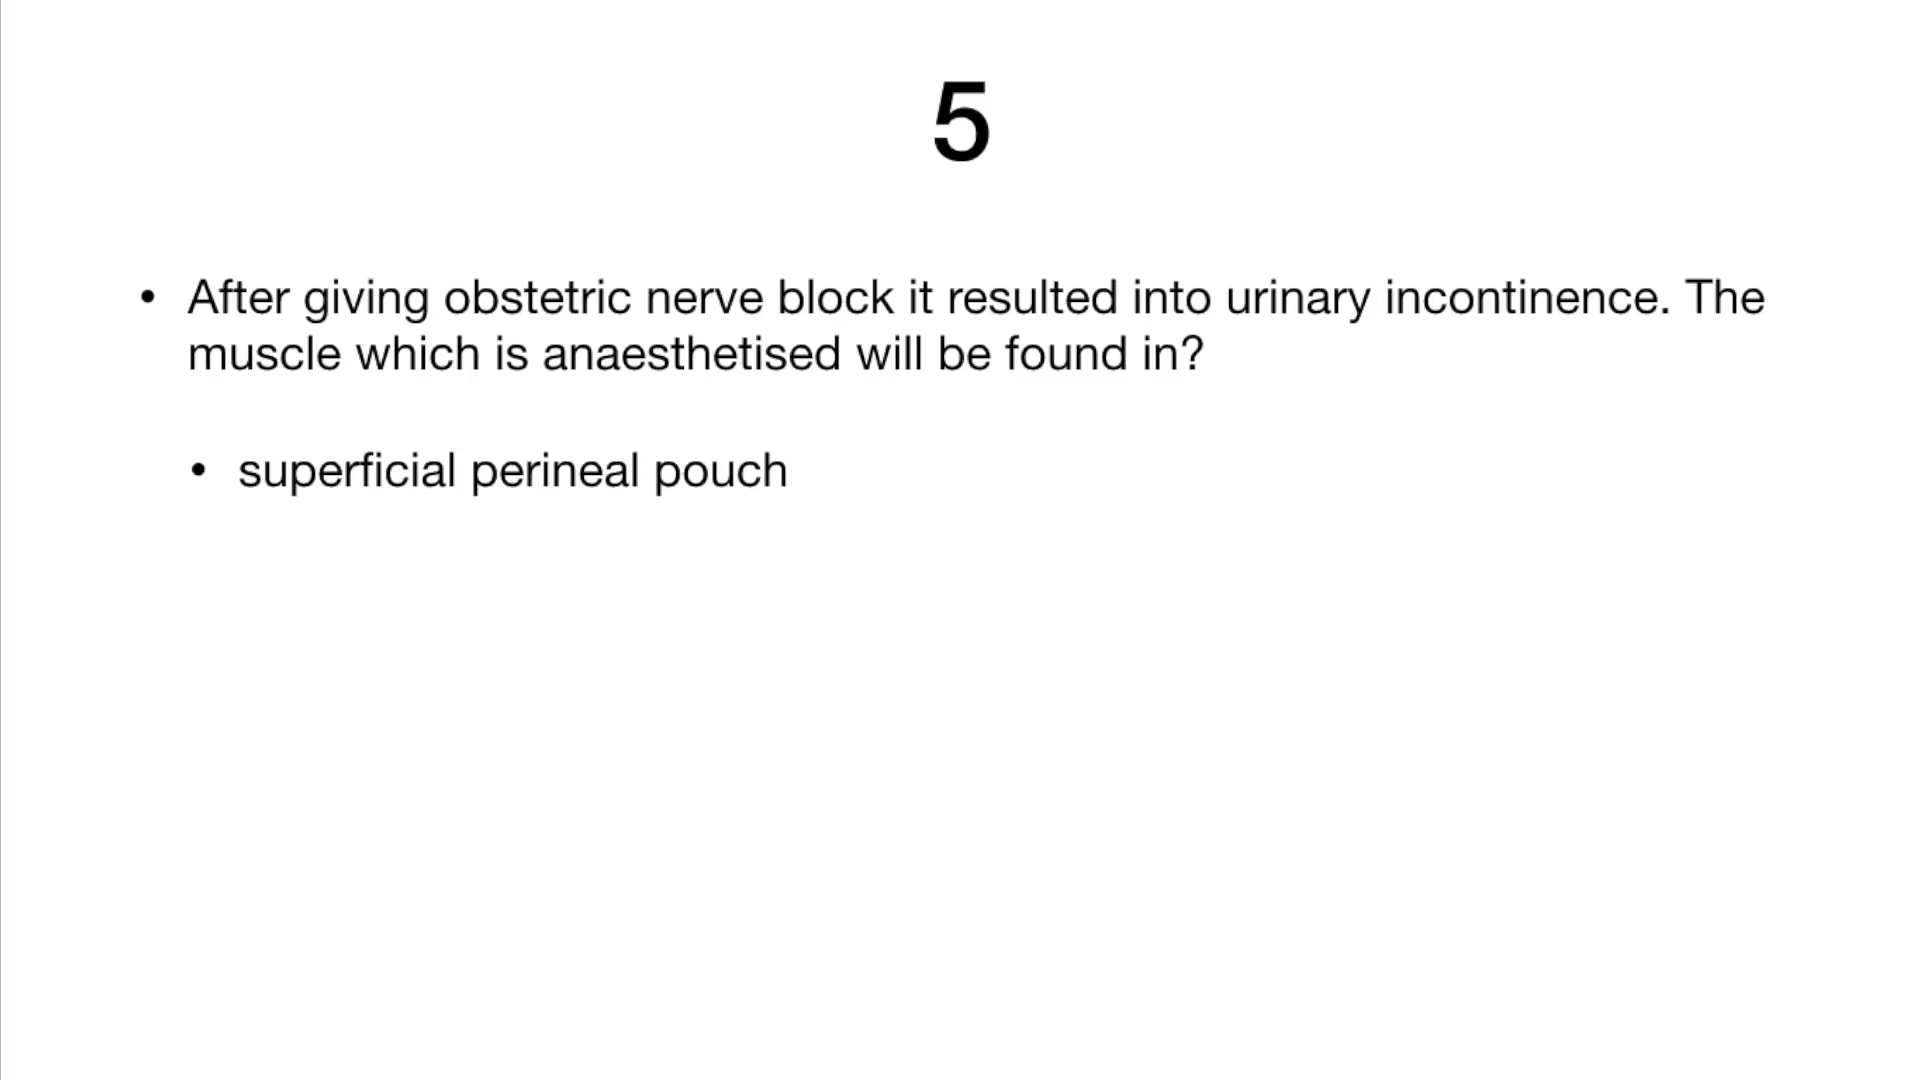 5
• After giving obstetric nerve block it resulted into urinary incontinence. The
muscle which is anaesthetised will be found in?
• superficial perineal pouch